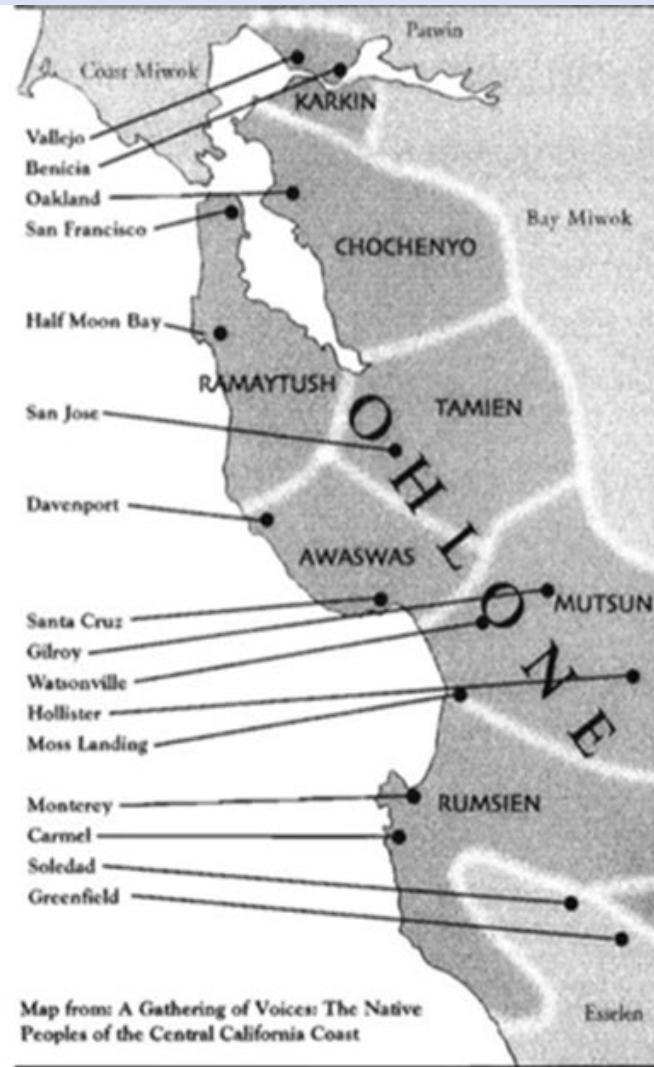 Patwin
Coast Miwok
KARKIN
Vallejo
Benicia
Oakland
San Francisco
Bay Miwok
CHOCHENYO
Half Moon Bay
RAMAYTUSH
TAMIEN
San Jose
OHLONE
Davenport
AWASWAS
MUTSUN
Santa Cruz
Gilroy
Watsonville
Hollister
Moss Landing
Monterey
RUMSIEN
Carmel
Soledad
Greenfield
Esselen
Map from: A Gathering of Voices: The Native
Peoples of the Central California Coast